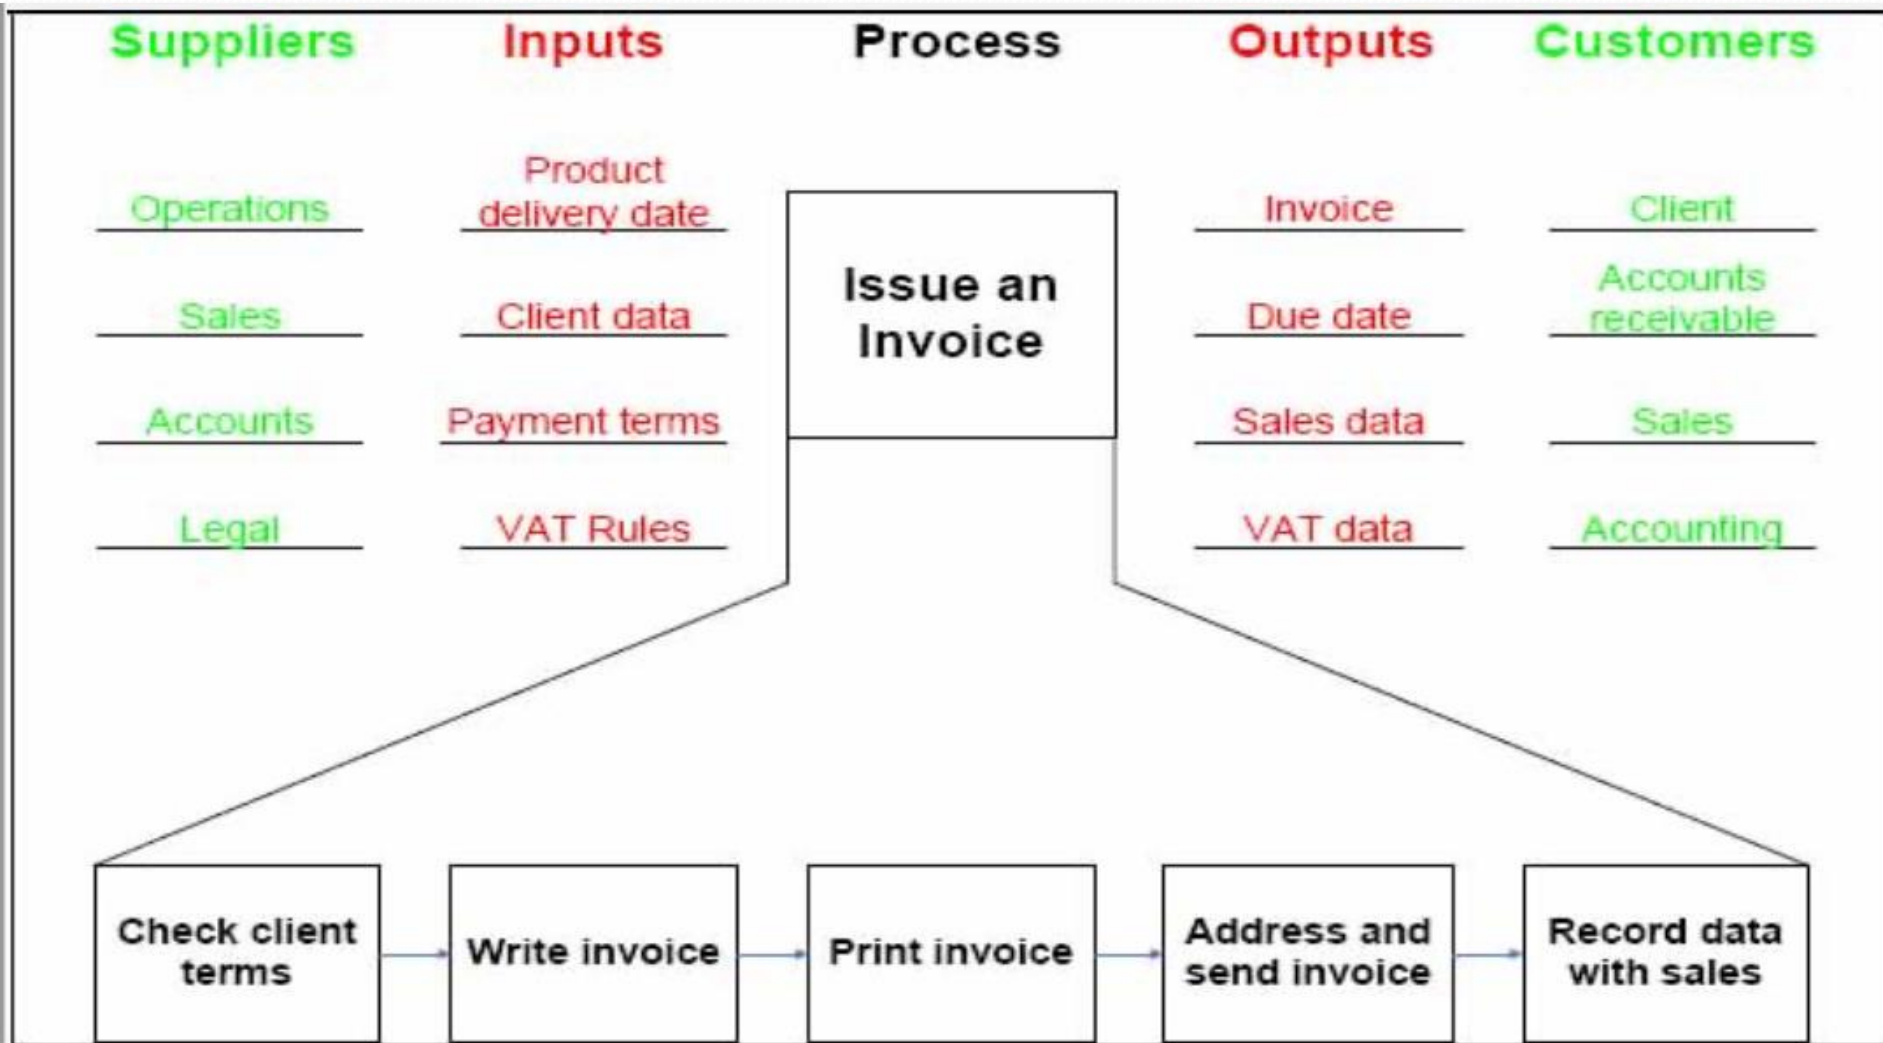 Suppliers
Inputs
Process
Outputs
Customers
Operations
Product
delivery date
Invoice
Client
Sales
Client data
Issue an
Invoice
Due date
Accounts
receivable
Accounts
Payment terms
Sales data
Sales
Legal
VAT Rules
VAT data
Accounting
Check client
terms
Write invoice
Print invoice
Address and
send invoice
Record data
with sales